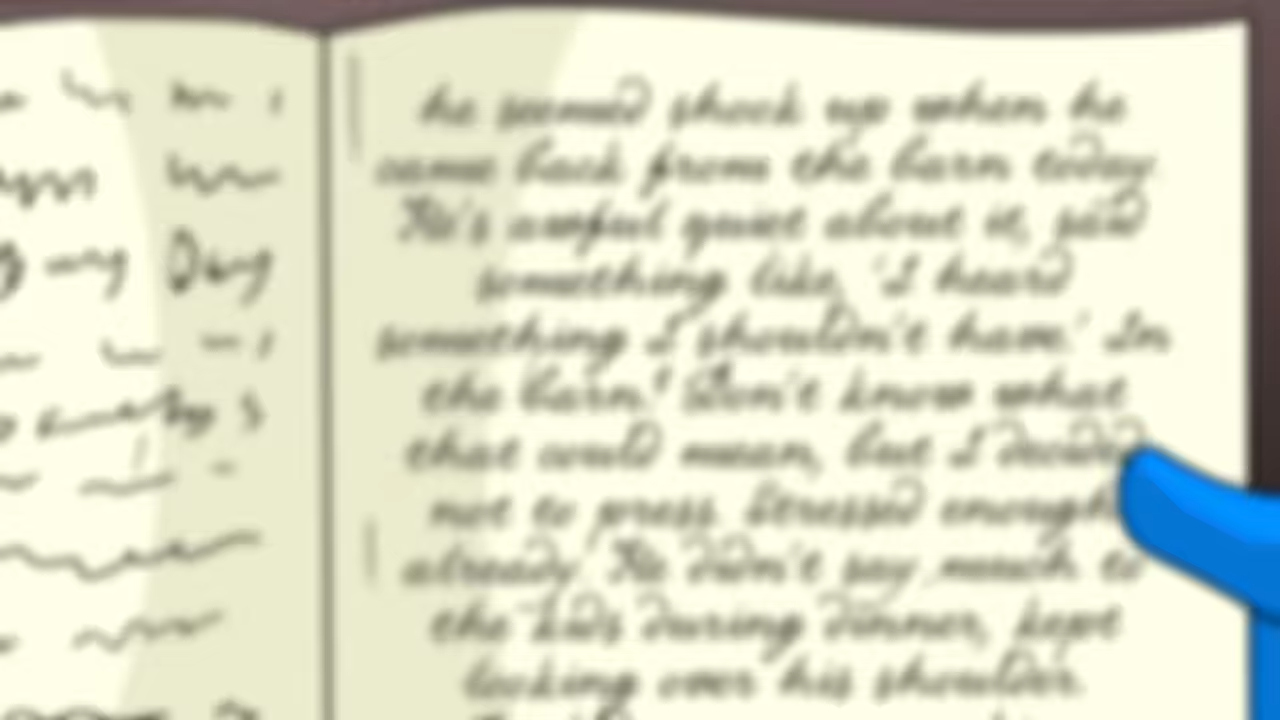 he seemed shook up when he
came back from the barn today.
He's awful quiet about it, said
something like, 'I heard
something I shouldn't have.' In
the barn? Don't know what
that could mean, but I decided
not to press. Stressed enough
already. He didn't say much to
the kids during dinner, kept
looking over his shoulder.